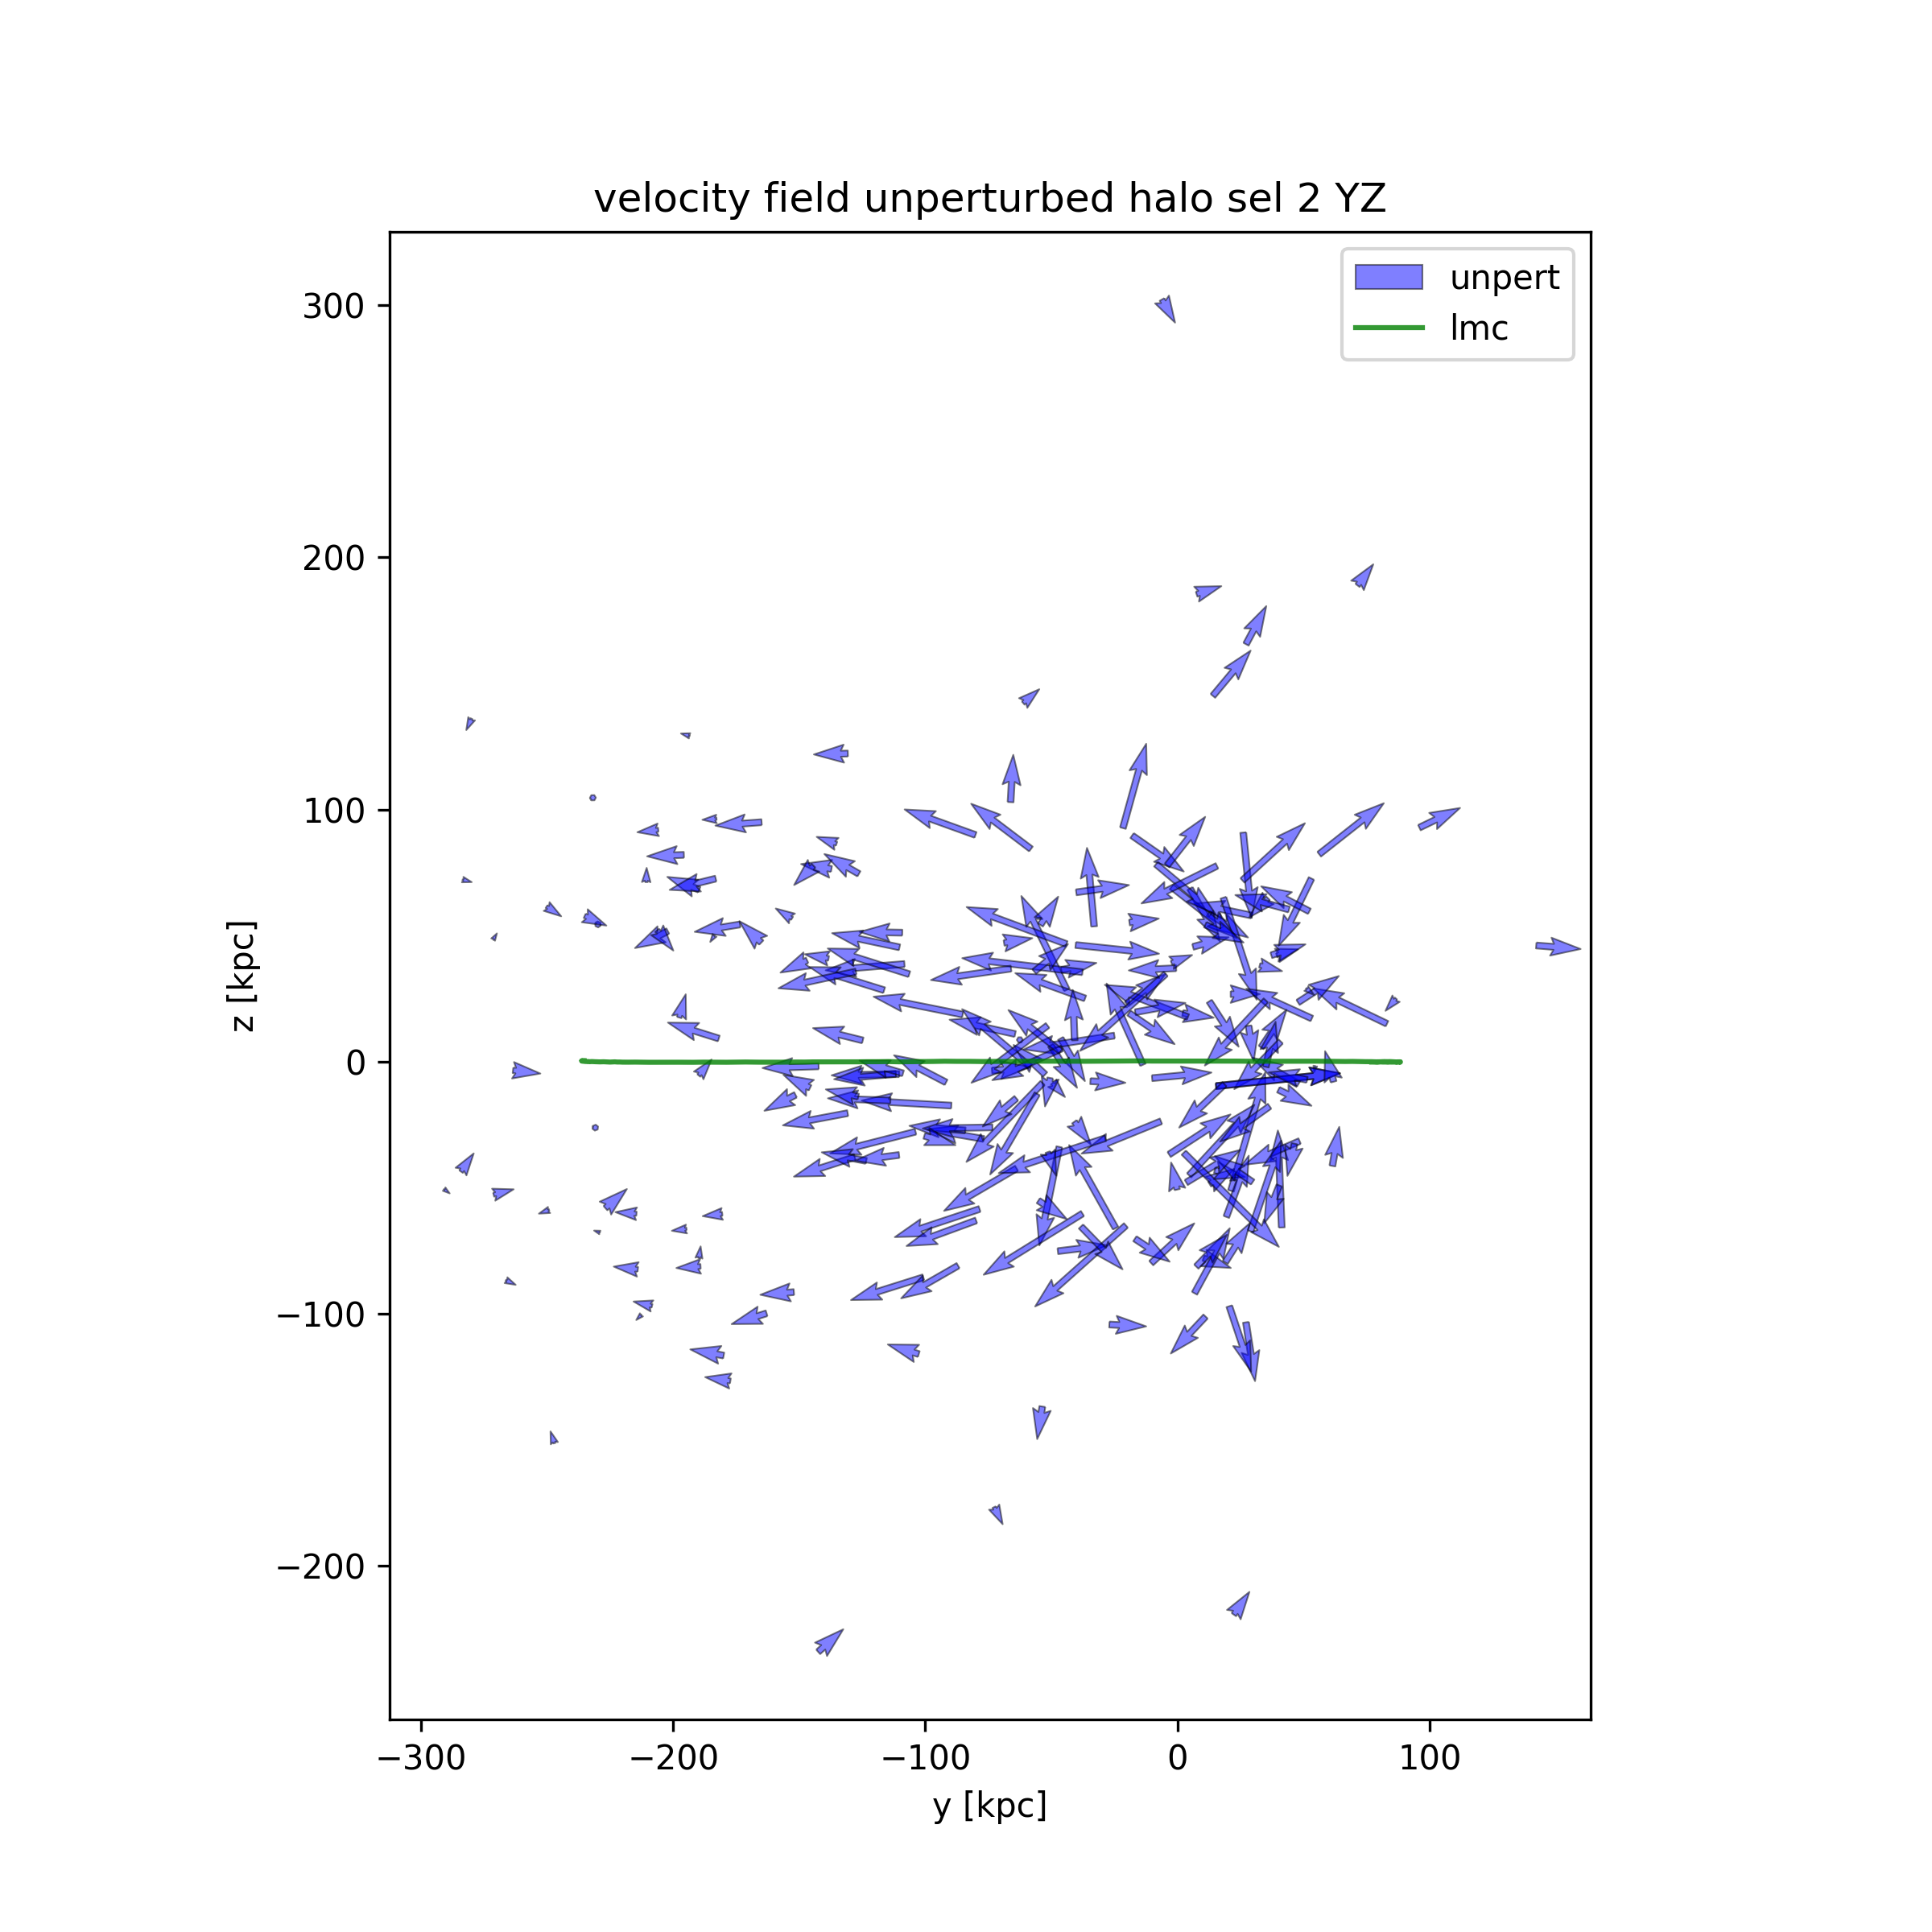 velocity field unperturbed halo sel 2 YZ
unpert
lmc
300
200
100
0
−100
−200
z [kpc]
−300
−200
−100
0
100
y [kpc]